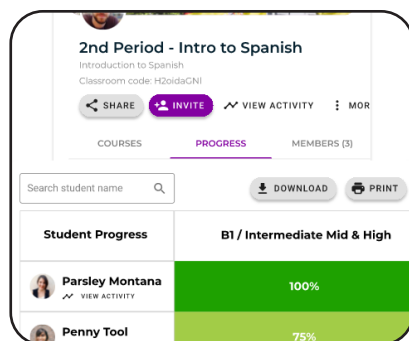 2nd Period - Intro to Spanish
Introduction to Spanish
Classroom code: H2oidaGNI
SHARE INVITE VIEW ACTIVITY MOR
COURSES PROGRESS MEMBERS (3)
Search student name DOWNLOAD PRINT
Student Progress B1 / Intermediate Mid & High
Parsley Montana 100%
VIEW ACTIVITY
Penny Tool 75%